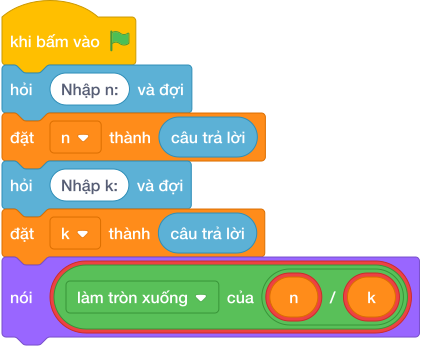 khi bấm vào
hỏi Nhập n: và đợi
đặt n thành câu trả lời
hỏi Nhập k: và đợi
đặt k thành câu trả lời
nói làm tròn xuống của n / k